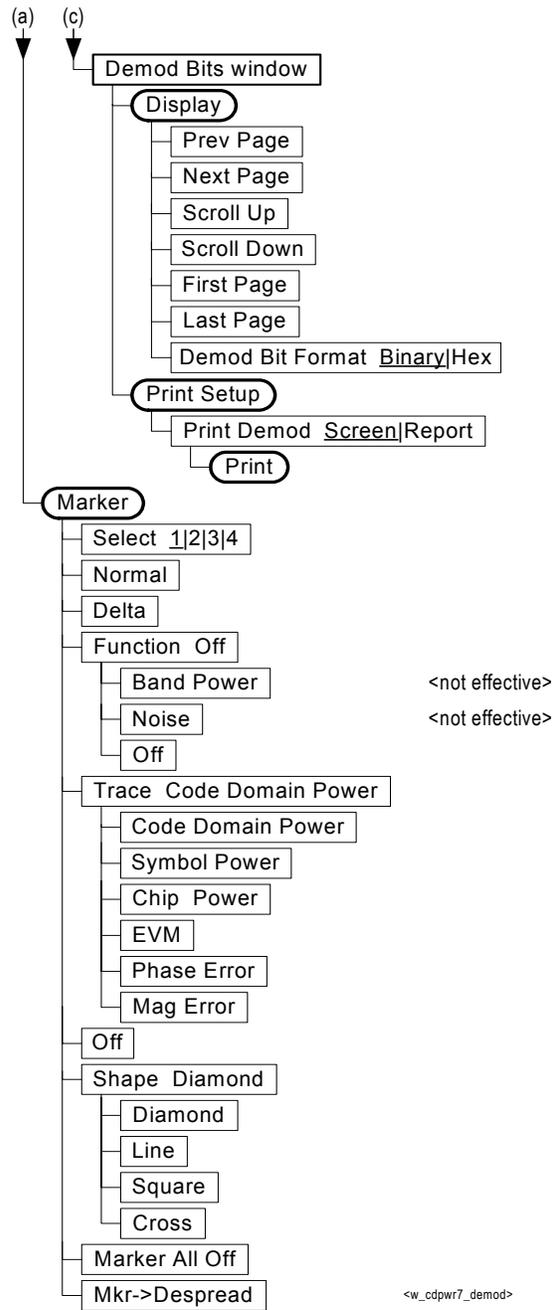 (a) (c)
Demod Bits window
Display
Prev Page
Next Page
Scroll Up
Scroll Down
First Page
Last Page
Demod Bit Format Binary|Hex
Print Setup
Print Demod Screen|Report
Print
Marker
Select 1|2|3|4
Normal
Delta
Function Off
Band Power <not effective>
Noise <not effective>
Off
Trace Code Domain Power
Code Domain Power
Symbol Power
Chip Power
EVM
Phase Error
Mag Error
Off
Shape Diamond
Diamond
Line
Square
Cross
Marker All Off
Mkr->Despread <w_cdpwr7_demod>